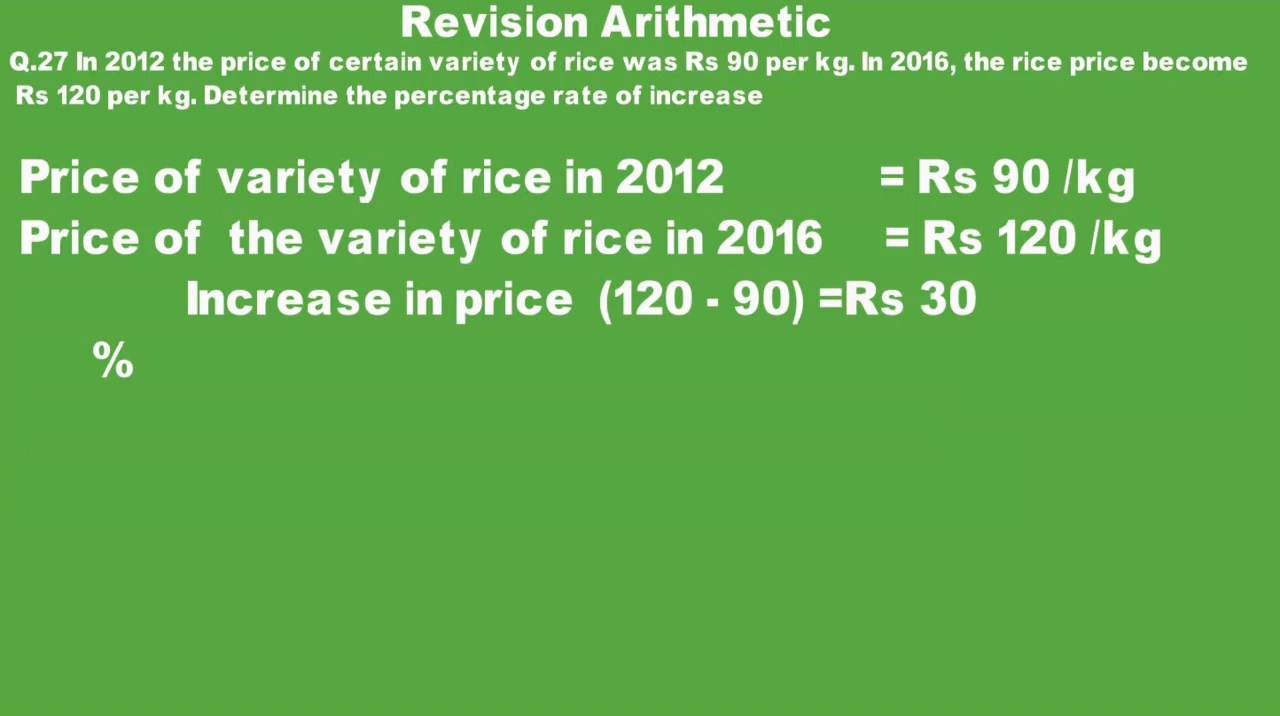 Revision Arithmetic
Q.27 In 2012 the price of certain variety of rice was Rs 90 per kg. In 2016, the rice price become
Rs 120 per kg. Determine the percentage rate of increase
Price of variety of rice in 2012 = Rs 90 /kg
Price of the variety of rice in 2016 = Rs 120 /kg
Increase in price (120 - 90) =Rs 30
%